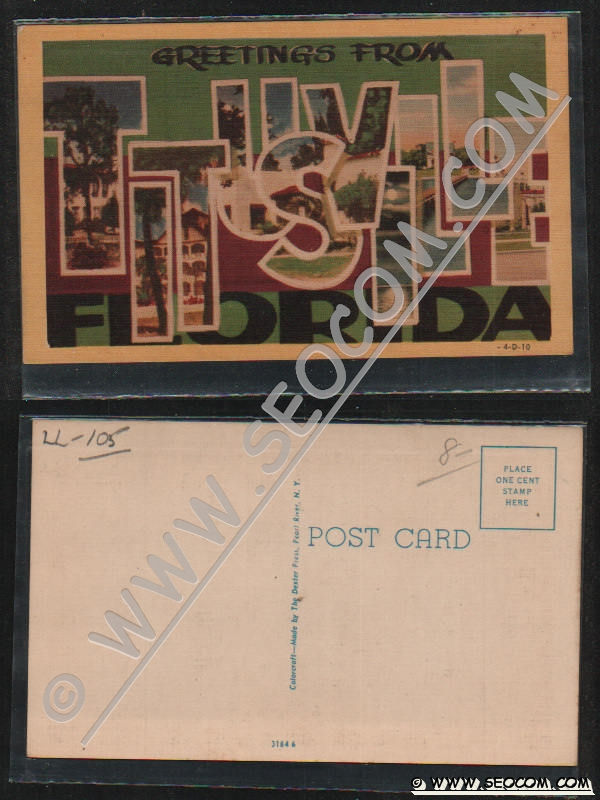 GREETINGS FROM
TITUSVILLE
FLORIDA
-4-D-10
LL-105
8-
PLACE
ONE CENT
STAMP
HERE
POST CARD
Colorcraft—Made by The Dexter Press, Pearl River, N. Y.
31846
© WWW.SEOCOM.COM
© WWW.SEOCOM.COM